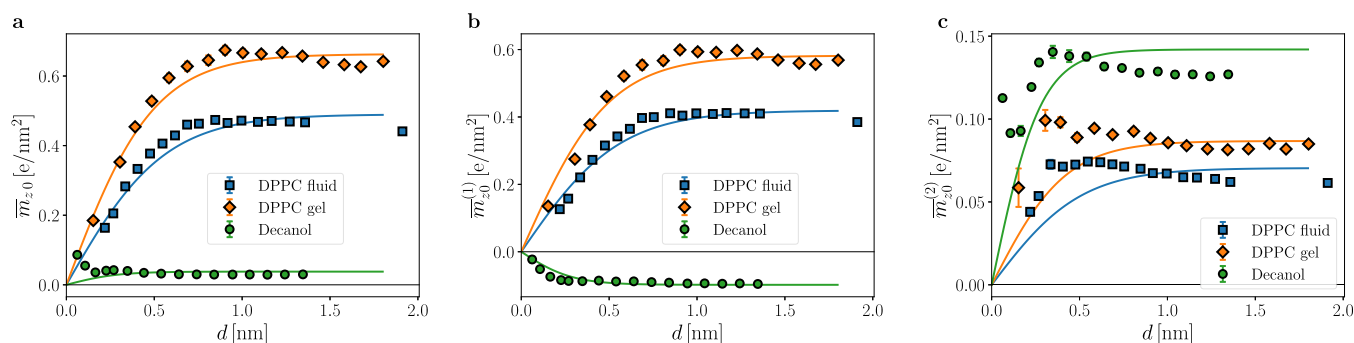 a
0.6
0.4
0.2
0.0
m̅z 0 [e/nm²]
DPPC fluid
DPPC gel
Decanol
0.0 0.5 1.0 1.5 2.0
d [nm]
b
0.6
0.4
0.2
0.0
m̅z0(1) [e/nm²]
DPPC fluid
DPPC gel
Decanol
0.0 0.5 1.0 1.5 2.0
d [nm]
c
0.15
0.10
0.05
0.00
m̅z0(2) [e/nm²]
DPPC fluid
DPPC gel
Decanol
0.0 0.5 1.0 1.5 2.0
d [nm]